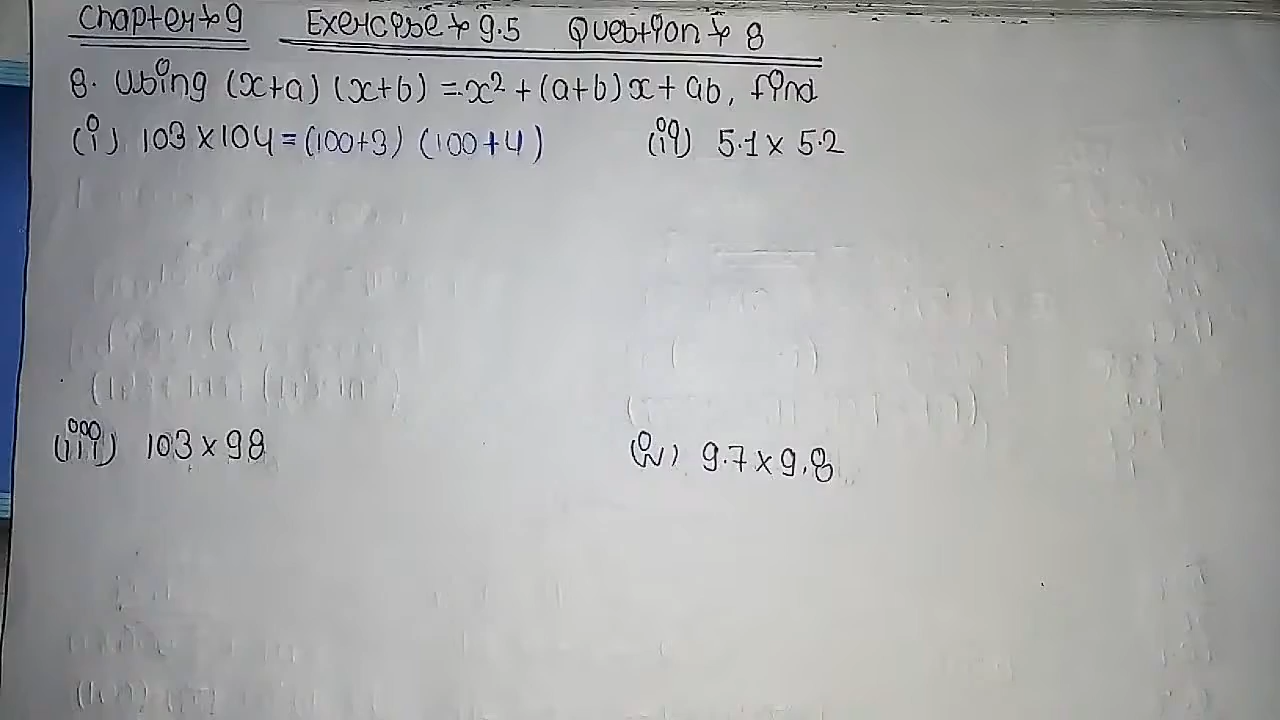 Chapter→9 Exercise→9.5 Question→8
8. Using (x+a) (x+b) = x² + (a+b)x + ab, find
(i) 103 × 104 = (100+3) (100+4)
(ii) 5.1 × 5.2
(iii) 103 × 98
(iv) 9.7 × 9.8